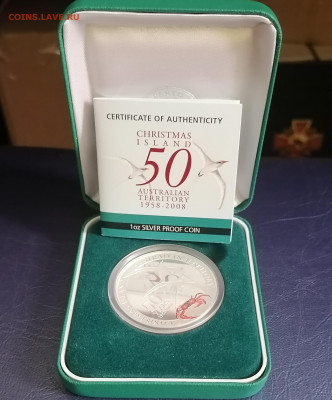 COINS.LAVE.RU
CERTIFICATE OF AUTHENTICITY
CHRISTMAS
ISLAND
50
AUSTRALIAN
TERRITORY
1958-2008
1oz SILVER PROOF COIN